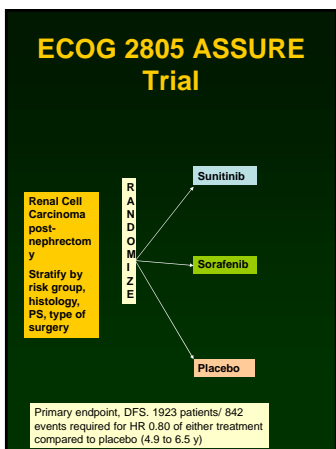 ECOG 2805 ASSURE
Trial
Renal Cell
Carcinoma
post-
nephrectom
y
Stratify by
risk group,
histology,
PS, type of
surgery
R
A
N
D
O
M
I
Z
E
Sunitinib
Sorafenib
Placebo
Primary endpoint, DFS. 1923 patients/ 842
events required for HR 0.80 of either treatment
compared to placebo (4.9 to 6.5 y)